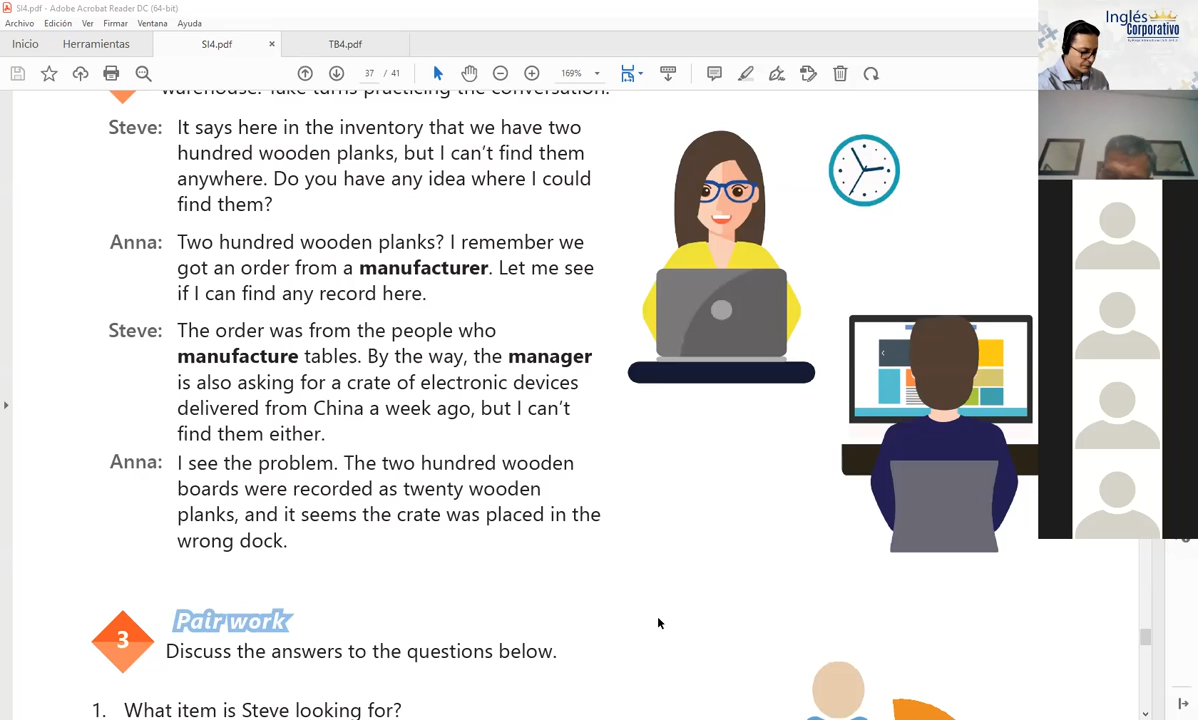 SI4.pdf - Adobe Acrobat Reader DC (64-bit)
Archivo Edición Ver Firmar Ventana Ayuda
Inicio Herramientas SI4.pdf × TB4.pdf
37 / 41 169%
warehouse. Take turns practicing the conversation.
Steve: It says here in the inventory that we have two
hundred wooden planks, but I can't find them
anywhere. Do you have any idea where I could
find them?
Anna: Two hundred wooden planks? I remember we
got an order from a manufacturer. Let me see
if I can find any record here.
Steve: The order was from the people who
manufacture tables. By the way, the manager
is also asking for a crate of electronic devices
delivered from China a week ago, but I can't
find them either.
Anna: I see the problem. The two hundred wooden
boards were recorded as twenty wooden
planks, and it seems the crate was placed in the
wrong dock.
3 Pair work
Discuss the answers to the questions below.
1. What item is Steve looking for?
Inglés
Corporativo